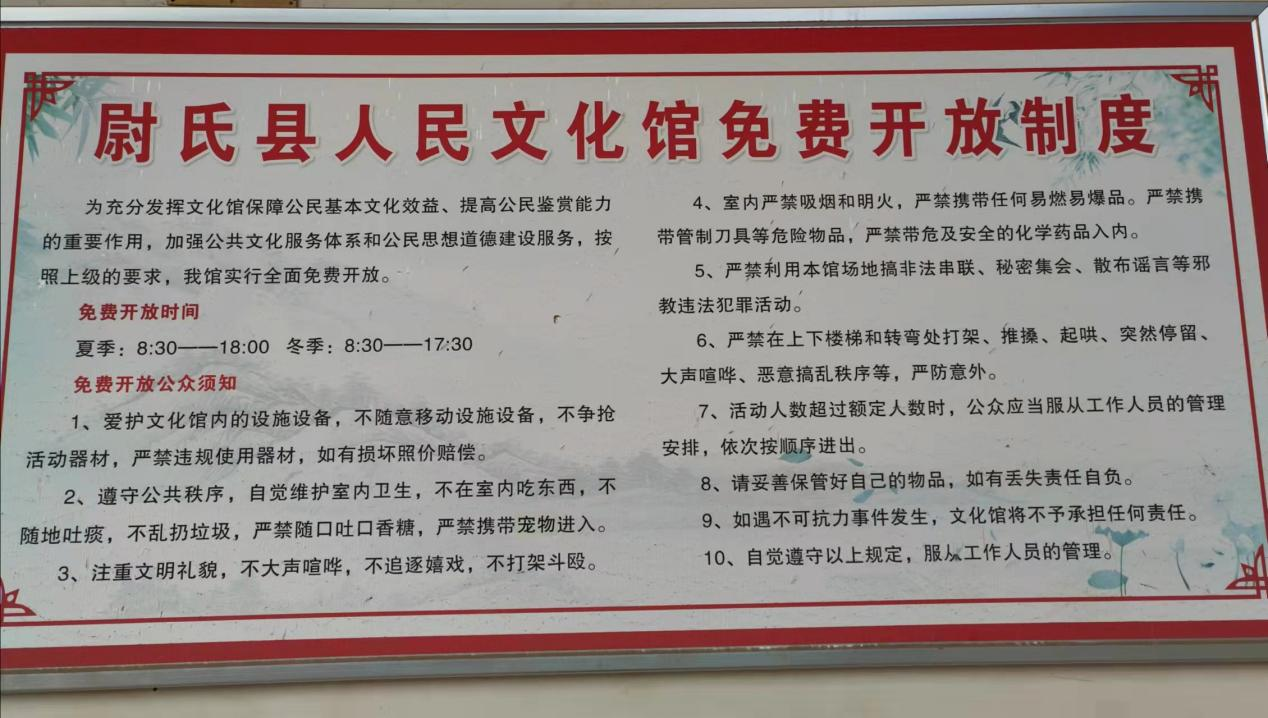 尉氏县人民文化馆免费开放制度
为充分发挥文化馆保障公民基本文化效益、提高公民鉴赏能力
的重要作用，加强公共文化服务体系和公民思想道德建设服务，按
照上级的要求，我馆实行全面免费开放。
免费开放时间
夏季：8:30——18:00 冬季：8:30——17:30
免费开放公众须知
1、爱护文化馆内的设施设备，不随意移动设施设备，不争抢
活动器材，严禁违规使用器材，如有损坏照价赔偿。
2、遵守公共秩序，自觉维护室内卫生，不在室内吃东西，不
随地吐痰，不乱扔垃圾，严禁随口吐口香糖，严禁携带宠物进入。
3、注重文明礼貌，不大声喧哗，不追逐嬉戏，不打架斗殴。
4、室内严禁吸烟和明火，严禁携带任何易燃易爆品。严禁携
带管制刀具等危险物品，严禁带危及安全的化学药品入内。
5、严禁利用本馆场地搞非法串联、秘密集会、散布谣言等邪
教违法犯罪活动。
6、严禁在上下楼梯和转弯处打架、推搡、起哄、突然停留、
大声喧哗、恶意搞乱秩序等，严防意外。
7、活动人数超过额定人数时，公众应当服从工作人员的管理
安排，依次按顺序进出。
8、请妥善保管好自己的物品，如有丢失责任自负。
9、如遇不可抗力事件发生，文化馆将不予承担任何责任。
10、自觉遵守以上规定，服从工作人员的管理。